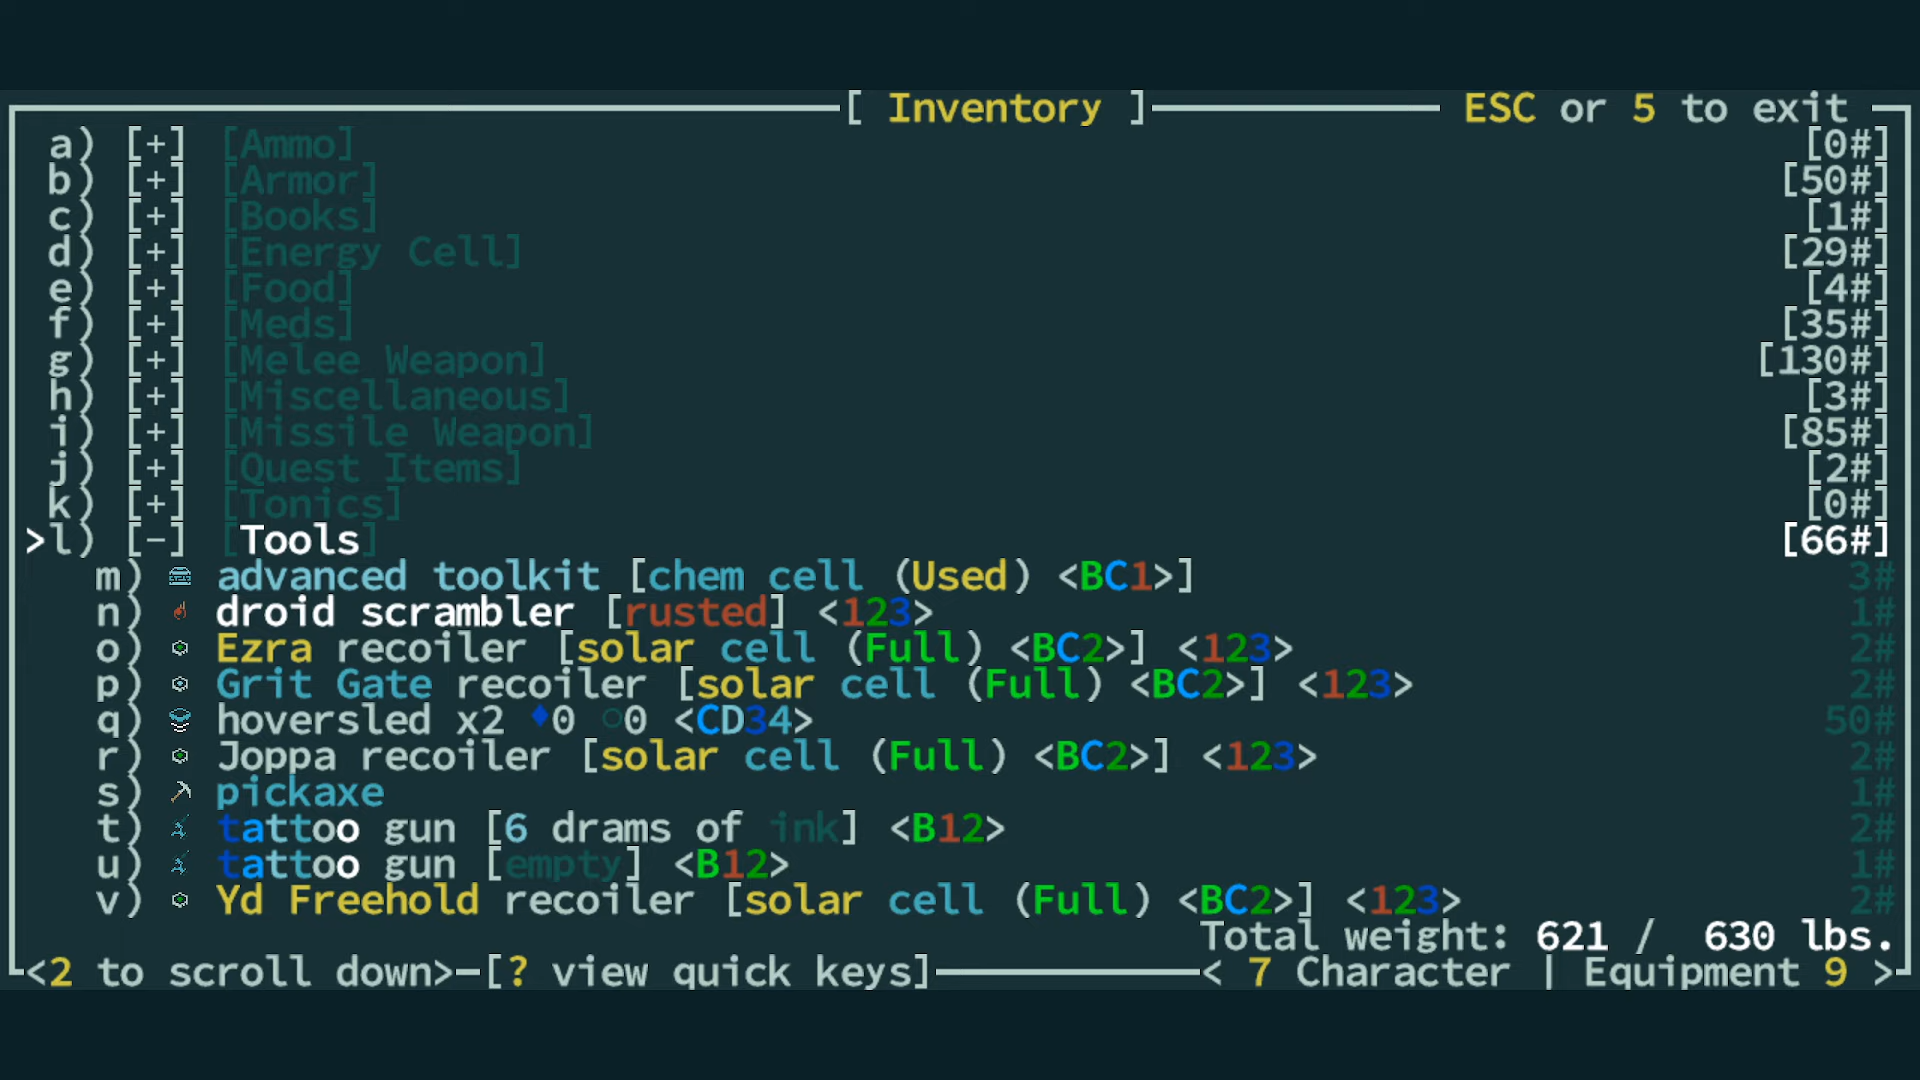 [ Inventory ] ESC or 5 to exit
a) [+] [Ammo] [0#]
b) [+] [Armor] [50#]
c) [+] [Books] [1#]
d) [+] [Energy Cell] [29#]
e) [+] [Food] [4#]
f) [+] [Meds] [35#]
g) [+] [Melee Weapon] [130#]
h) [+] [Miscellaneous] [3#]
i) [+] [Missile Weapon] [85#]
j) [+] [Quest Items] [2#]
k) [+] [Tonics] [0#]
>l) [-] [Tools] [66#]
m) advanced toolkit [chem cell (Used) <BC1>] 3#
n) droid scrambler [rusted] <123> 1#
o) Ezra recoiler [solar cell (Full) <BC2>] <123> 2#
p) Grit Gate recoiler [solar cell (Full) <BC2>] <123> 2#
q) hoversled x2 ♦0 ○0 <CD34> 50#
r) Joppa recoiler [solar cell (Full) <BC2>] <123> 2#
s) pickaxe 1#
t) tattoo gun [6 drams of ink] <B12> 2#
u) tattoo gun [empty] <B12> 1#
v) Yd Freehold recoiler [solar cell (Full) <BC2>] <123> 2#
Total weight: 621 / 630 lbs.
<2 to scroll down> [? view quick keys] < 7 Character | Equipment 9 >